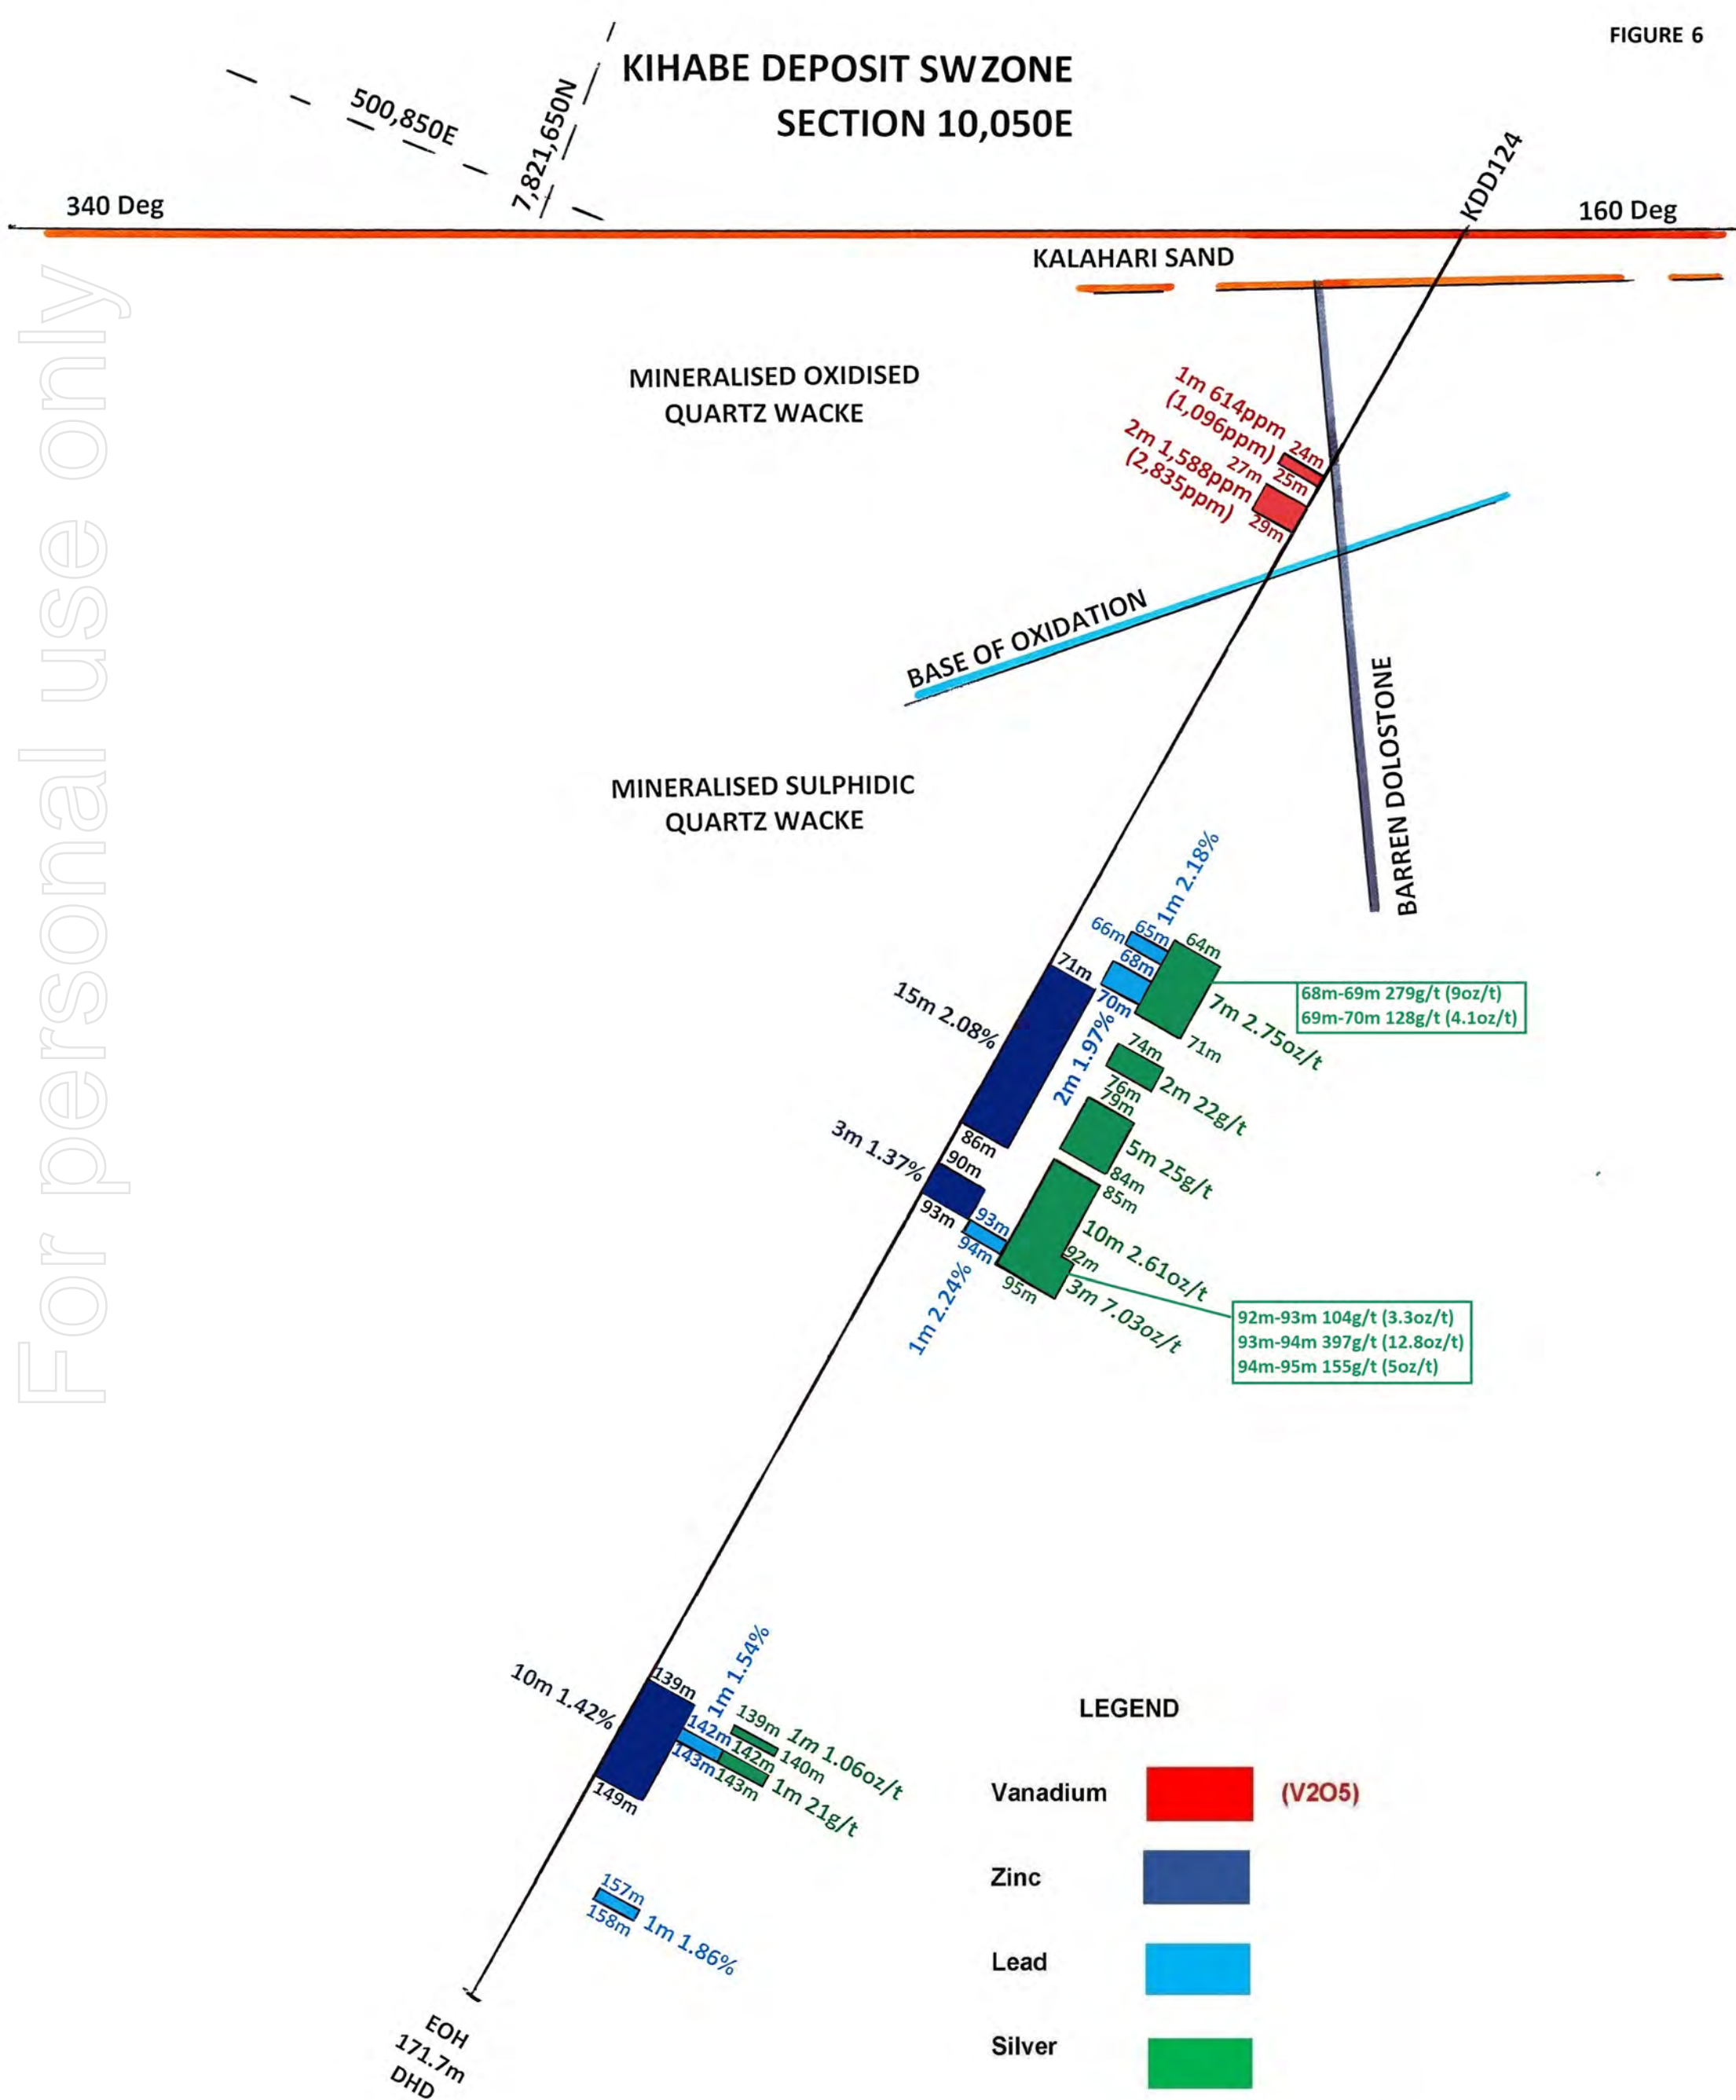 FIGURE 6
KIHABE DEPOSIT SW ZONE
SECTION 10,050E
500,850E
7,821,650N
KDD124
340 Deg
160 Deg
KALAHARI SAND
For personal use only
MINERALISED OXIDISED
QUARTZ WACKE
1m 614ppm
(1,096ppm)
24m
25m
2m 1,588ppm
(2,835ppm)
27m
29m
BASE OF OXIDATION
BARREN DOLOSTONE
MINERALISED SULPHIDIC
QUARTZ WACKE
1m 2.18%
65m
66m
64m
68m
70m
71m
71m
7m 2.75oz/t
68m-69m 279g/t (9oz/t)
69m-70m 128g/t (4.1oz/t)
15m 2.08%
2m 1.97%
74m
76m
2m 22g/t
79m
5m 25g/t
84m
86m
85m
3m 1.37%
90m
93m
93m
94m
10m 2.61oz/t
92m
95m
3m 7.03oz/t
1m 2.24%
92m-93m 104g/t (3.3oz/t)
93m-94m 397g/t (12.8oz/t)
94m-95m 155g/t (5oz/t)
10m 1.42%
139m
1m 1.54%
142m
143m
139m
1m 1.06oz/t
140m
142m
143m
1m 21g/t
149m
157m
158m
1m 1.86%
EOH
171.7m
DHD
LEGEND
Vanadium
(V2O5)
Zinc
Lead
Silver